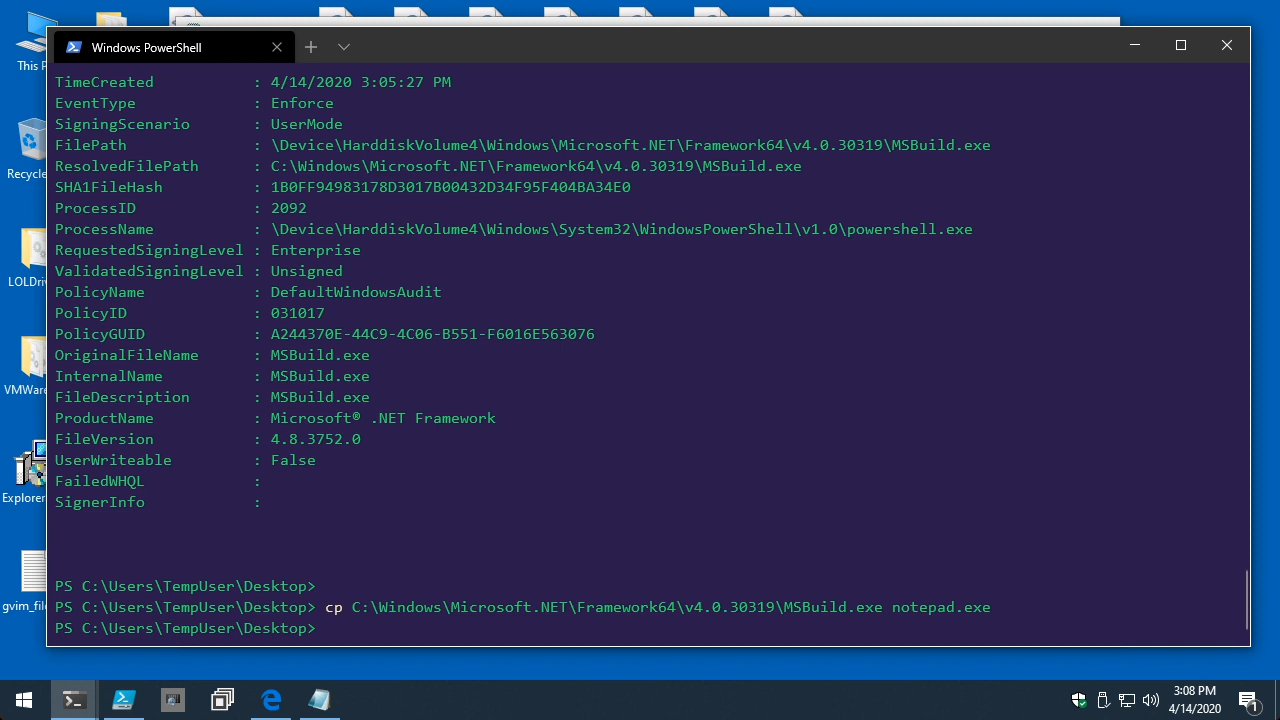 Windows PowerShell
This P
Recycle
LOLDriv
VMWare
Explorer
gvim_file
TimeCreated : 4/14/2020 3:05:27 PM
EventType : Enforce
SigningScenario : UserMode
FilePath : \Device\HarddiskVolume4\Windows\Microsoft.NET\Framework64\v4.0.30319\MSBuild.exe
ResolvedFilePath : C:\Windows\Microsoft.NET\Framework64\v4.0.30319\MSBuild.exe
SHA1FileHash : 1B0FF94983178D3017B00432D34F95F404BA34E0
ProcessID : 2092
ProcessName : \Device\HarddiskVolume4\Windows\System32\WindowsPowerShell\v1.0\powershell.exe
RequestedSigningLevel : Enterprise
ValidatedSigningLevel : Unsigned
PolicyName : DefaultWindowsAudit
PolicyID : 031017
PolicyGUID : A244370E-44C9-4C06-B551-F6016E563076
OriginalFileName : MSBuild.exe
InternalName : MSBuild.exe
FileDescription : MSBuild.exe
ProductName : Microsoft® .NET Framework
FileVersion : 4.8.3752.0
UserWriteable : False
FailedWHQL :
SignerInfo :
PS C:\Users\TempUser\Desktop>
PS C:\Users\TempUser\Desktop> cp C:\Windows\Microsoft.NET\Framework64\v4.0.30319\MSBuild.exe notepad.exe
PS C:\Users\TempUser\Desktop>
3:08 PM
4/14/2020
1